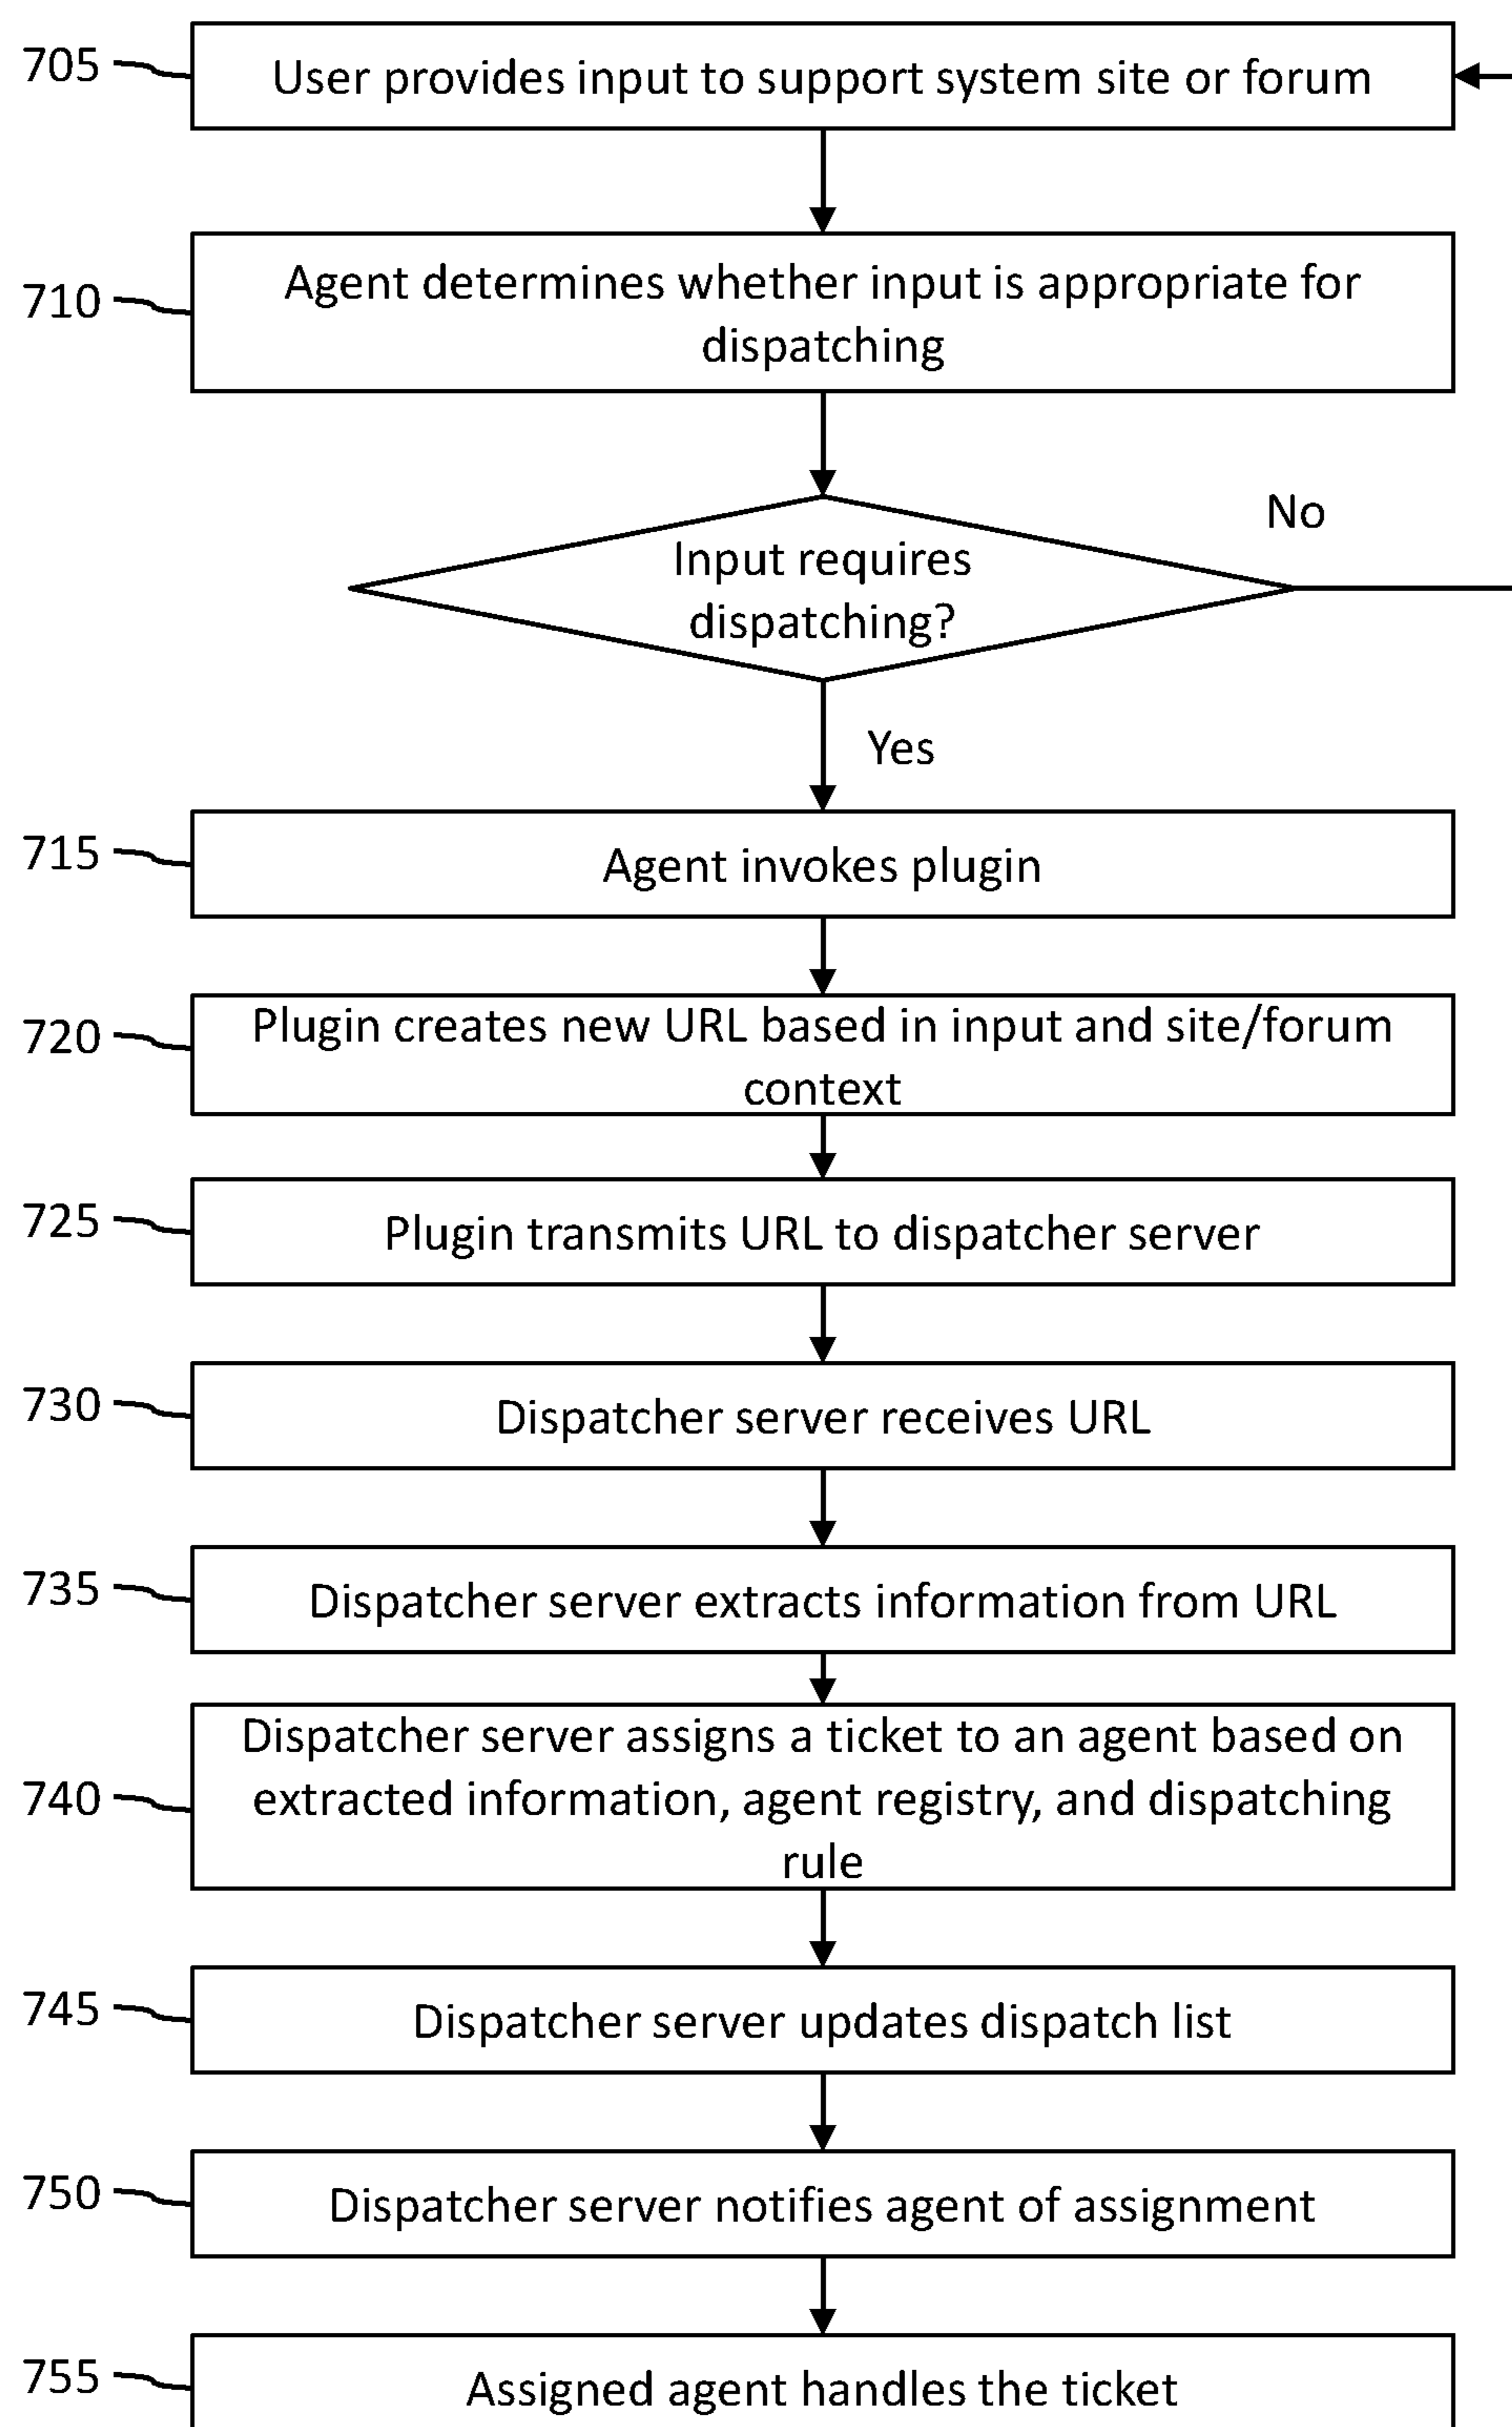 705
User provides input to support system site or forum
710
Agent determines whether input is appropriate for
dispatching
No
Input requires
dispatching?
Yes
715
Agent invokes plugin
720
Plugin creates new URL based in input and site/forum
context
725
Plugin transmits URL to dispatcher server
730
Dispatcher server receives URL
735
Dispatcher server extracts information from URL
740
Dispatcher server assigns a ticket to an agent based on
extracted information, agent registry, and dispatching
rule
745
Dispatcher server updates dispatch list
750
Dispatcher server notifies agent of assignment
755
Assigned agent handles the ticket